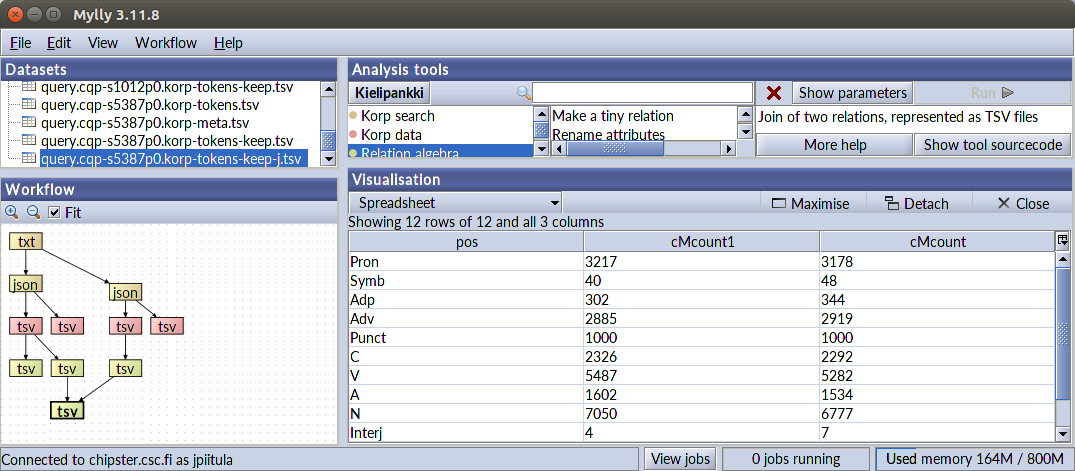 Mylly 3.11.8
File Edit View Workflow Help
Datasets
query.cqp-s1012p0.korp-tokens-keep.tsv
query.cqp-s5387p0.korp-tokens.tsv
query.cqp-s5387p0.korp-meta.tsv
query.cqp-s5387p0.korp-tokens-keep.tsv
query.cqp-s5387p0.korp-tokens-keep-j.tsv
Workflow
Fit
txt
json
json
tsv tsv tsv tsv
tsv tsv tsv
tsv
Analysis tools
Kielipankki
Show parameters
Run
Korp search
Korp data
Relation algebra
Make a tiny relation
Rename attributes
Join of two relations, represented as TSV files
More help
Show tool sourcecode
Visualisation
Spreadsheet
Maximise
Detach
Close
Showing 12 rows of 12 and all 3 columns
pos cMcount1 cMcount
Pron 3217 3178
Symb 40 48
Adp 302 344
Adv 2885 2919
Punct 1000 1000
C 2326 2292
V 5487 5282
A 1602 1534
N 7050 6777
Interj 4 7
Connected to chipster.csc.fi as jpiitula
View jobs
0 jobs running
Used memory 164M / 800M